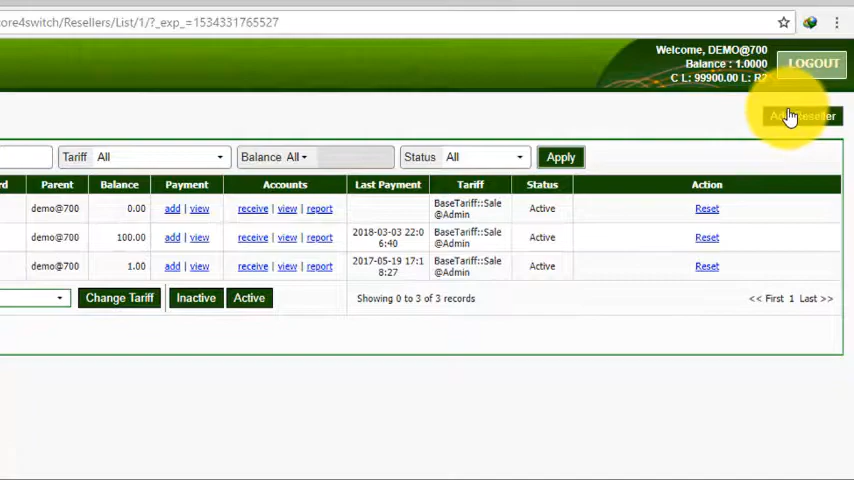 ore4switch/Resellers/List/1/?_exp_=1534331765527
Welcome, DEMO@700
Balance : 1.0000
C L: 99900.00 L: R?
LOGOUT
Add Reseller
Tariff All Balance All Status All Apply
rd Parent Balance Payment Accounts Last Payment Tariff Status Action
demo@700 0.00 add | view receive | view | report BaseTariff::Sale@Admin Active Reset
demo@700 100.00 add | view receive | view | report 2018-03-03 22:06:40 BaseTariff::Sale@Admin Active Reset
demo@700 1.00 add | view receive | view | report 2017-05-19 17:18:27 BaseTariff::Sale@Admin Active Reset
Change Tariff Inactive Active Showing 0 to 3 of 3 records << First 1 Last >>